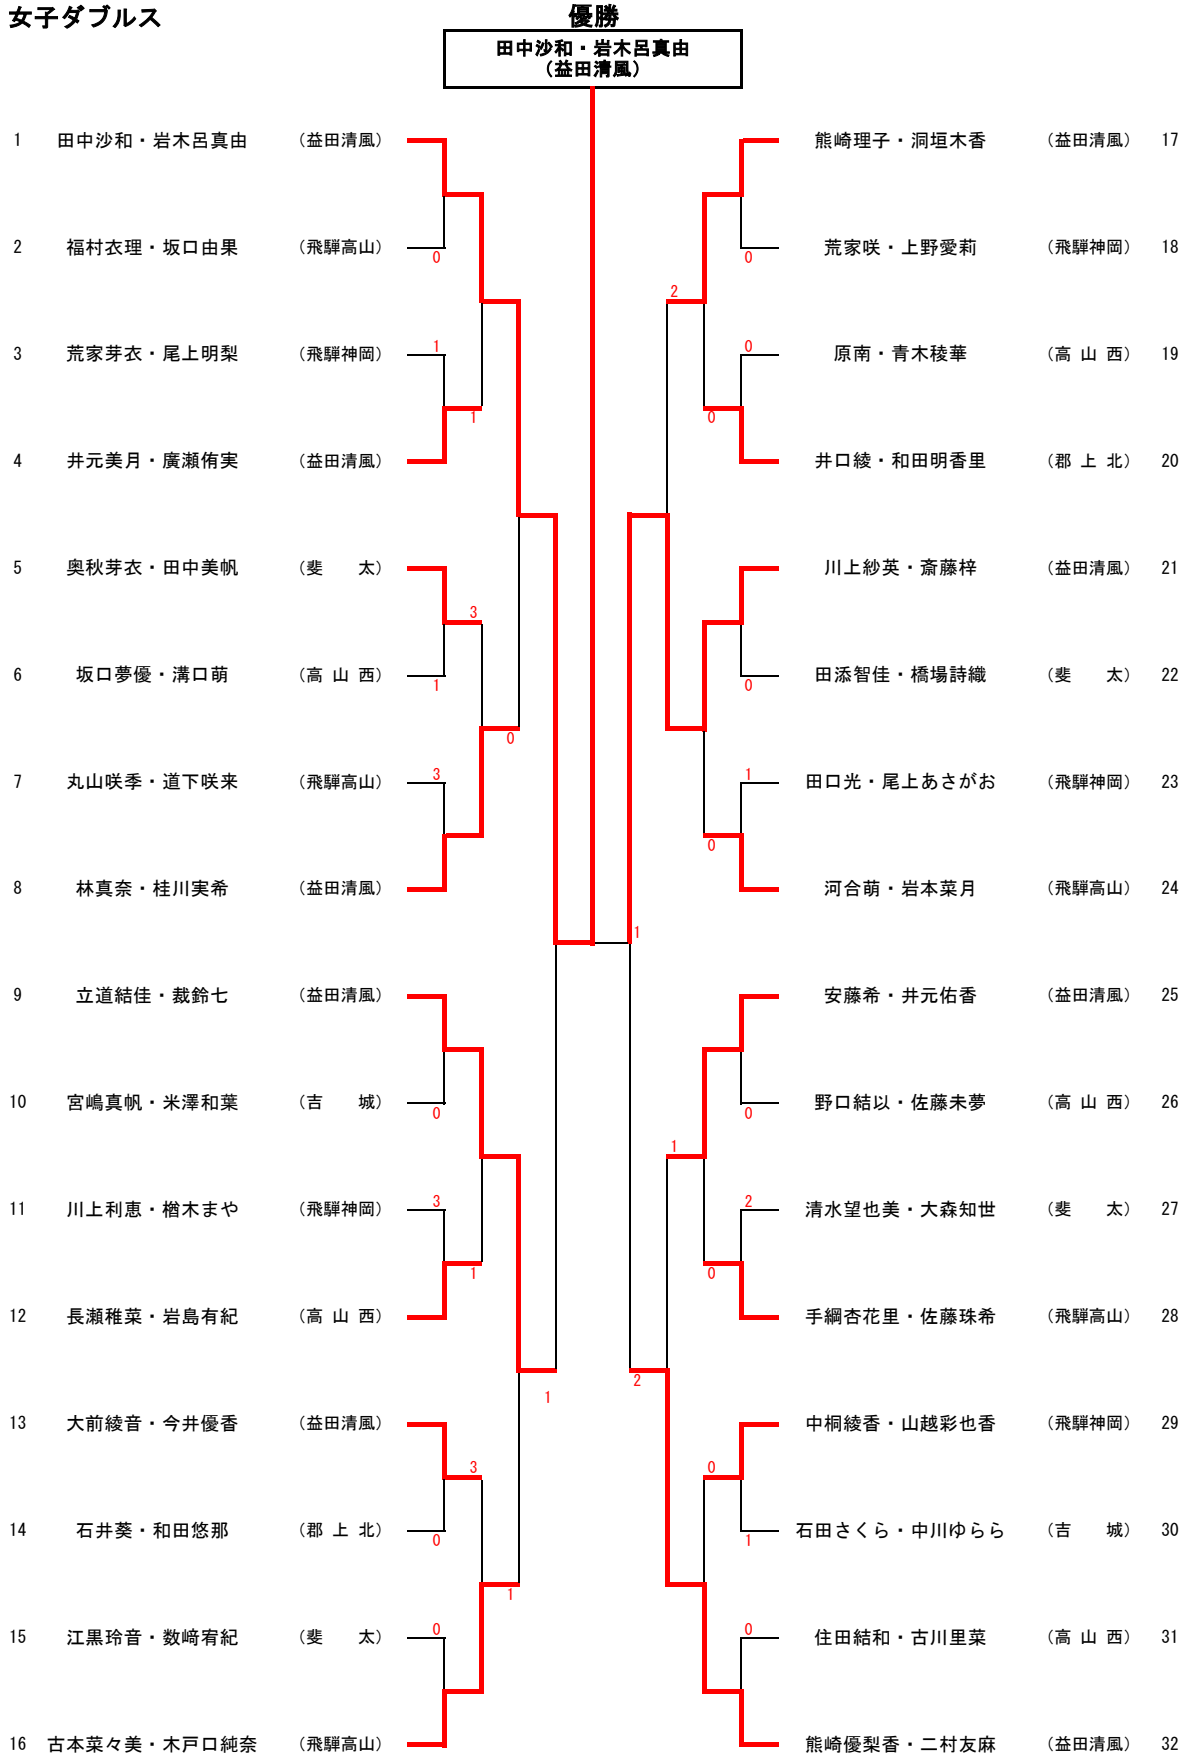 女子ダブルス
優勝
田中沙和・岩木呂真由
（益田清風）
1 田中沙和・岩木呂真由 （益田清風）
2 福村衣理・坂口由果 （飛騨高山） 0
3 荒家芽衣・尾上明梨 （飛騨神岡） 1
1
4 井元美月・廣瀬侑実 （益田清風）
5 奥秋芽衣・田中美帆 （斐　太）
3
6 坂口夢優・溝口萌 （高山西） 1
0
7 丸山咲季・道下咲来 （飛騨高山） 3
8 林真奈・桂川実希 （益田清風）
9 立道結佳・裁鈴七 （益田清風）
10 宮嶋真帆・米澤和葉 （吉　城） 0
11 川上利恵・楢木まや （飛騨神岡） 3
1
12 長瀬稚菜・岩島有紀 （高山西）
1
13 大前綾音・今井優香 （益田清風）
3
14 石井葵・和田悠那 （郡上北） 0
1
15 江黒玲音・数﨑宥紀 （斐　太） 0
16 古本菜々美・木戸口純奈 （飛騨高山）
熊崎理子・洞垣木香 （益田清風） 17
0 荒家咲・上野愛莉 （飛騨神岡） 18
2
0 原南・青木稜華 （高山西） 19
0
井口綾・和田明香里 （郡上北） 20
川上紗英・斎藤梓 （益田清風） 21
0 田添智佳・橋場詩織 （斐　太） 22
1 田口光・尾上あさがお （飛騨神岡） 23
0
河合萌・岩本菜月 （飛騨高山） 24
1
安藤希・井元佑香 （益田清風） 25
0 野口結以・佐藤未夢 （高山西） 26
1
2 清水望也美・大森知世 （斐　太） 27
0
手綱杏花里・佐藤珠希 （飛騨高山） 28
2
中桐綾香・山越彩也香 （飛騨神岡） 29
0
1 石田さくら・中川ゆらら （吉　城） 30
0 住田結和・古川里菜 （高山西） 31
熊崎優梨香・二村友麻 （益田清風） 32